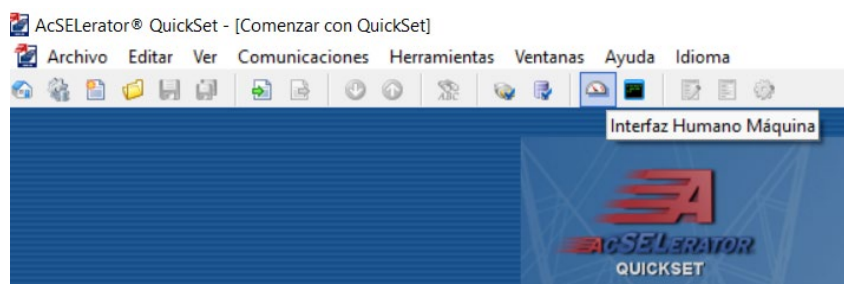 AcSELerator® QuickSet - [Comenzar con QuickSet]
Archivo Editar Ver Comunicaciones Herramientas Ventanas Ayuda Idioma
Interfaz Humano Máquina
ACSELERATOR
QUICKSET